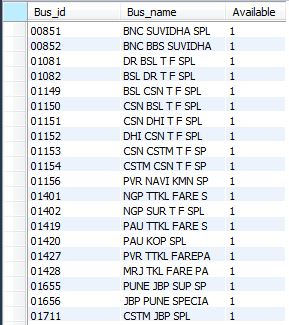 Bus_id Bus_name Available
00851 BNC SUVIDHA SPL 1
00852 BNC BBS SUVIDHA 1
01081 DR BSL T F SPL 1
01082 BSL DR T F SPL 1
01149 BSL CSN T F SPL 1
01150 CSN BSL T F SPL 1
01151 CSN DHI T F SPL 1
01152 DHI CSN T F SPL 1
01153 CSN CSTM T F SP 1
01154 CSTM CSN T F SP 1
01156 PVR NAVI KMN SP 1
01401 NGP TTKL FARE S 1
01402 NGP SUR T F SPL 1
01419 PAU TTKL FARE S 1
01420 PAU KOP SPL 1
01427 PVR TTKL FAREPA 1
01428 MRJ TKL FARE PA 1
01655 PUNE JBP SUP SP 1
01656 JBP PUNE SPECIA 1
01711 CSTM JBP SPL 1